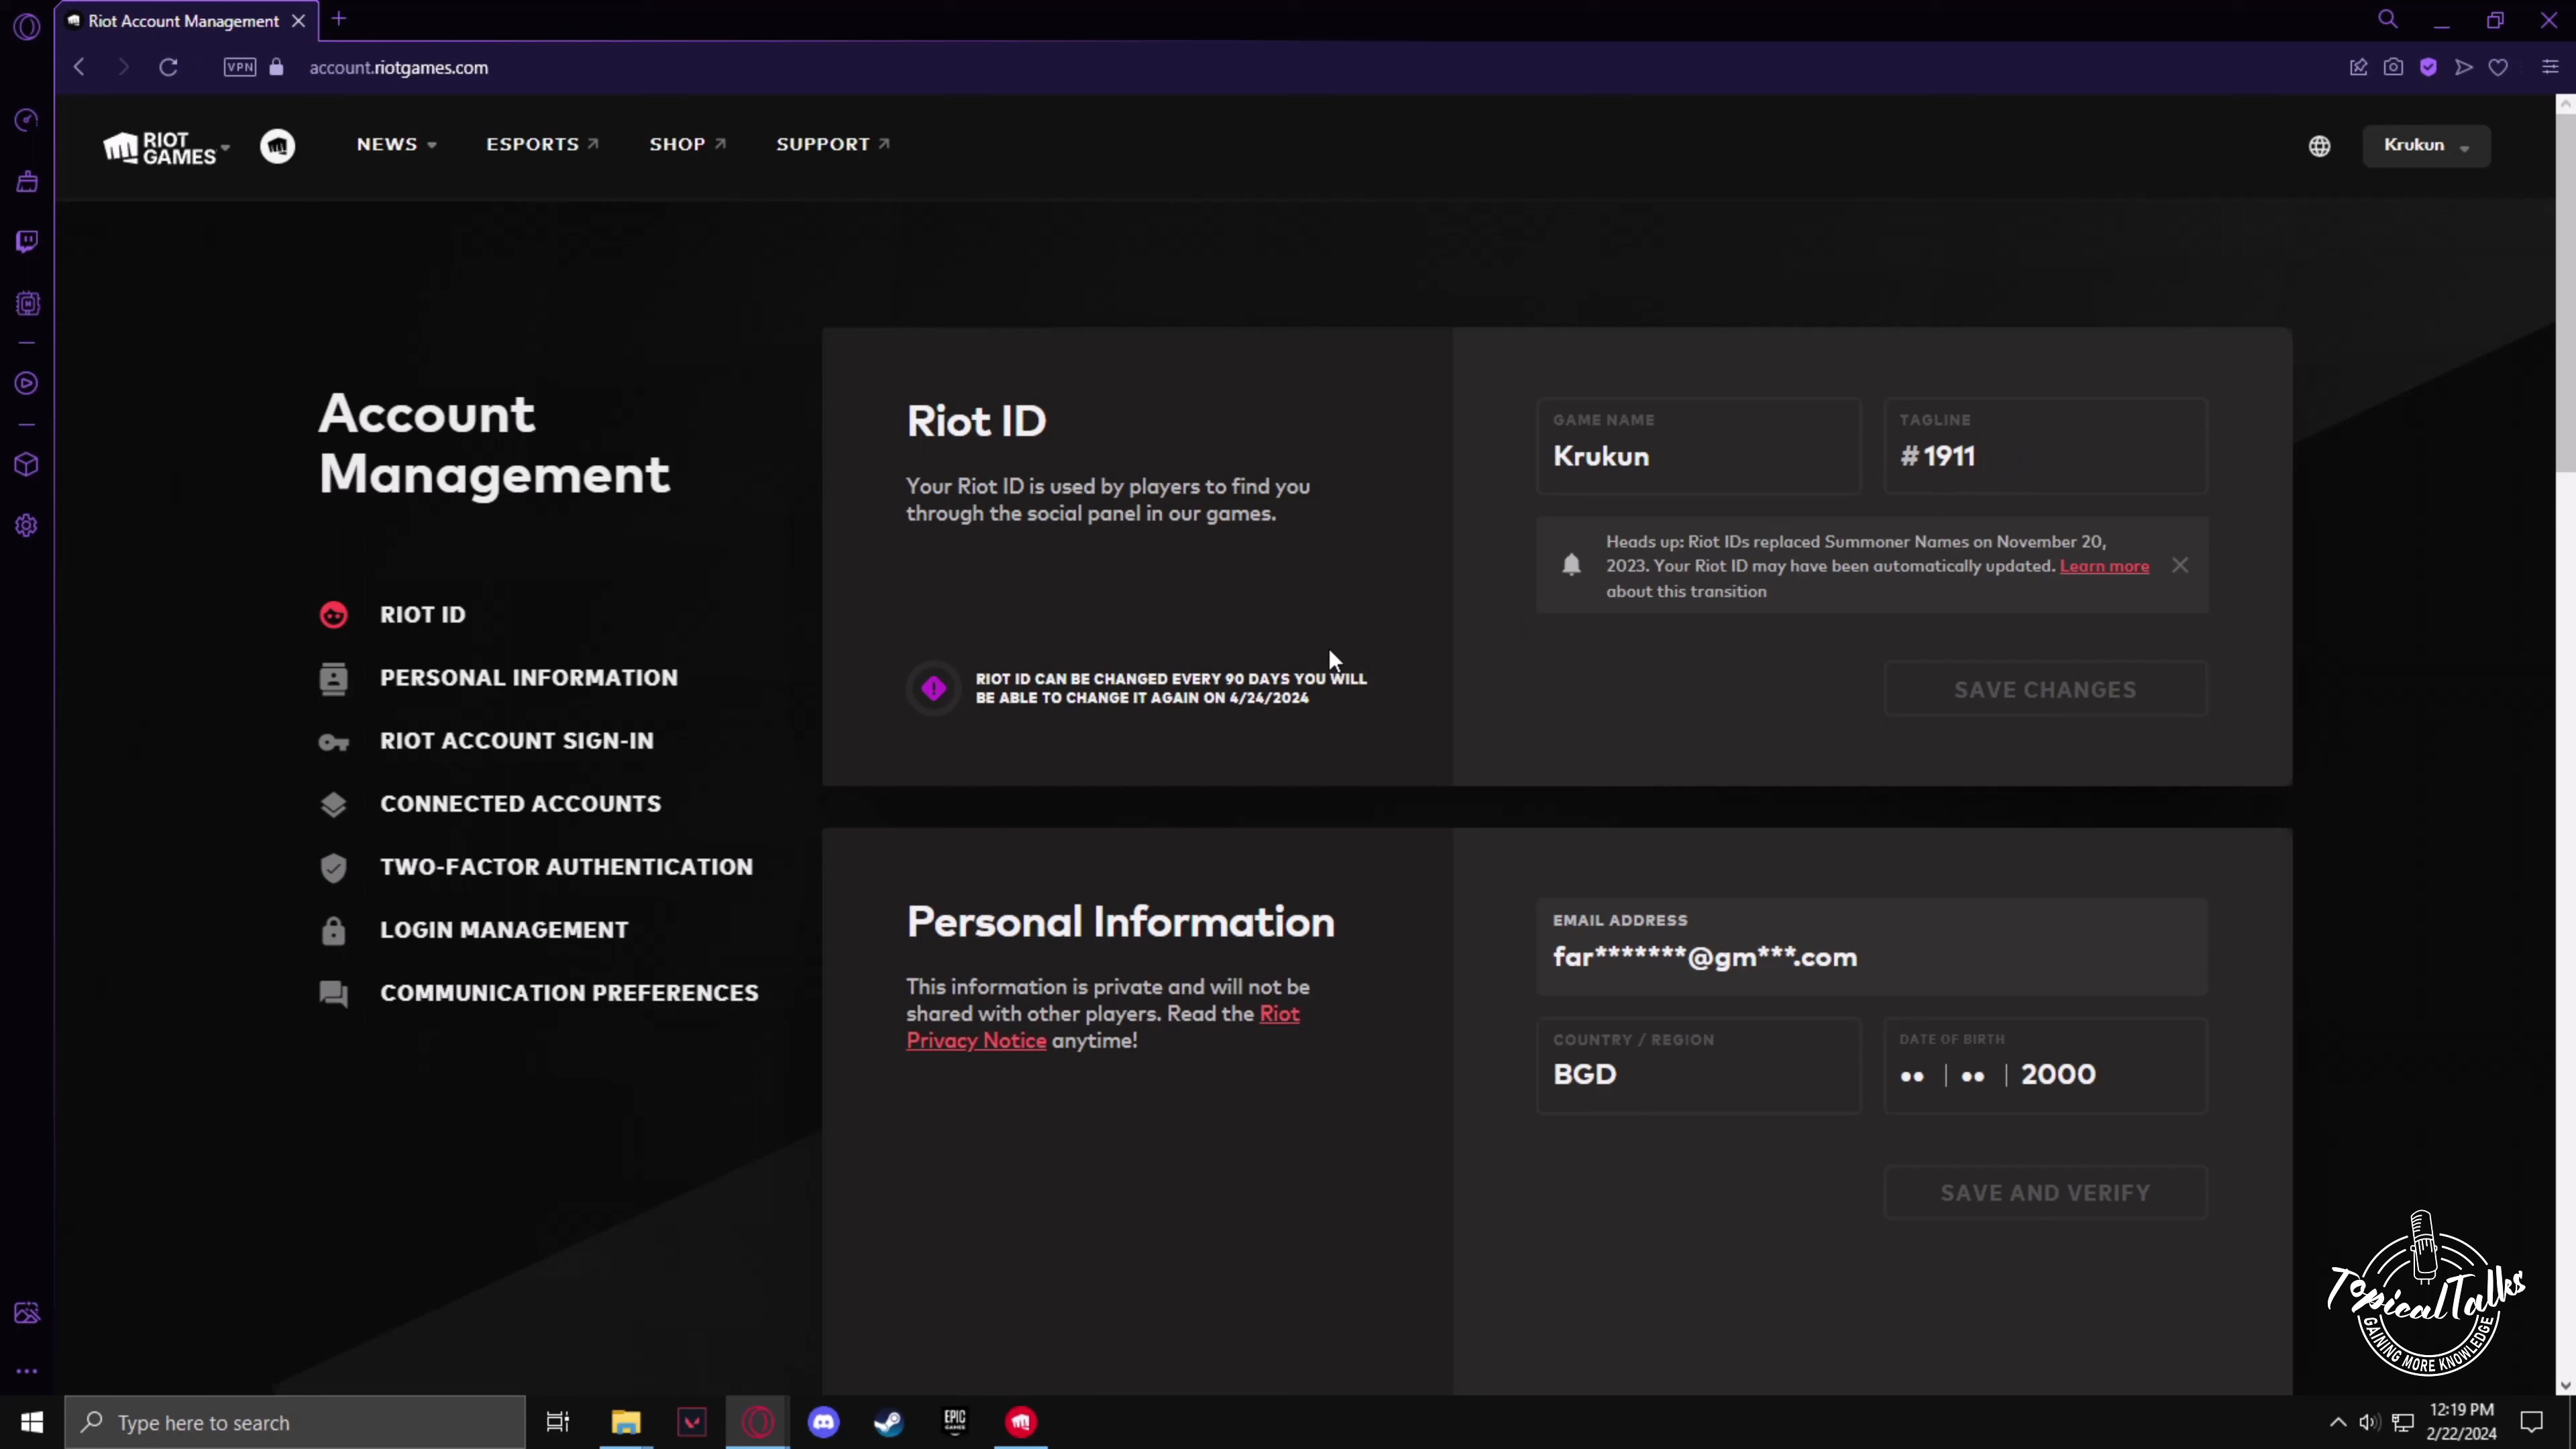 Riot Account Management
VPN
account.riotgames.com
RIOT GAMES
NEWS
ESPORTS
SHOP
SUPPORT
Krukun
Account
Management
RIOT ID
PERSONAL INFORMATION
RIOT ACCOUNT SIGN-IN
CONNECTED ACCOUNTS
TWO-FACTOR AUTHENTICATION
LOGIN MANAGEMENT
COMMUNICATION PREFERENCES
Riot ID
Your Riot ID is used by players to find you
through the social panel in our games.
RIOT ID CAN BE CHANGED EVERY 90 DAYS YOU WILL
BE ABLE TO CHANGE IT AGAIN ON 4/24/2024
GAME NAME
Krukun
TAGLINE
#1911
Heads up: Riot IDs replaced Summoner Names on November 20,
2023. Your Riot ID may have been automatically updated. Learn more
about this transition
SAVE CHANGES
Personal Information
This information is private and will not be
shared with other players. Read the Riot
Privacy Notice anytime!
EMAIL ADDRESS
far*******@gm***.com
COUNTRY / REGION
BGD
DATE OF BIRTH
•• | •• | 2000
SAVE AND VERIFY
TopicalTalks
GAINING MORE KNOWLEDGE
Type here to search
EPIC GAMES
12:19 PM
2/22/2024